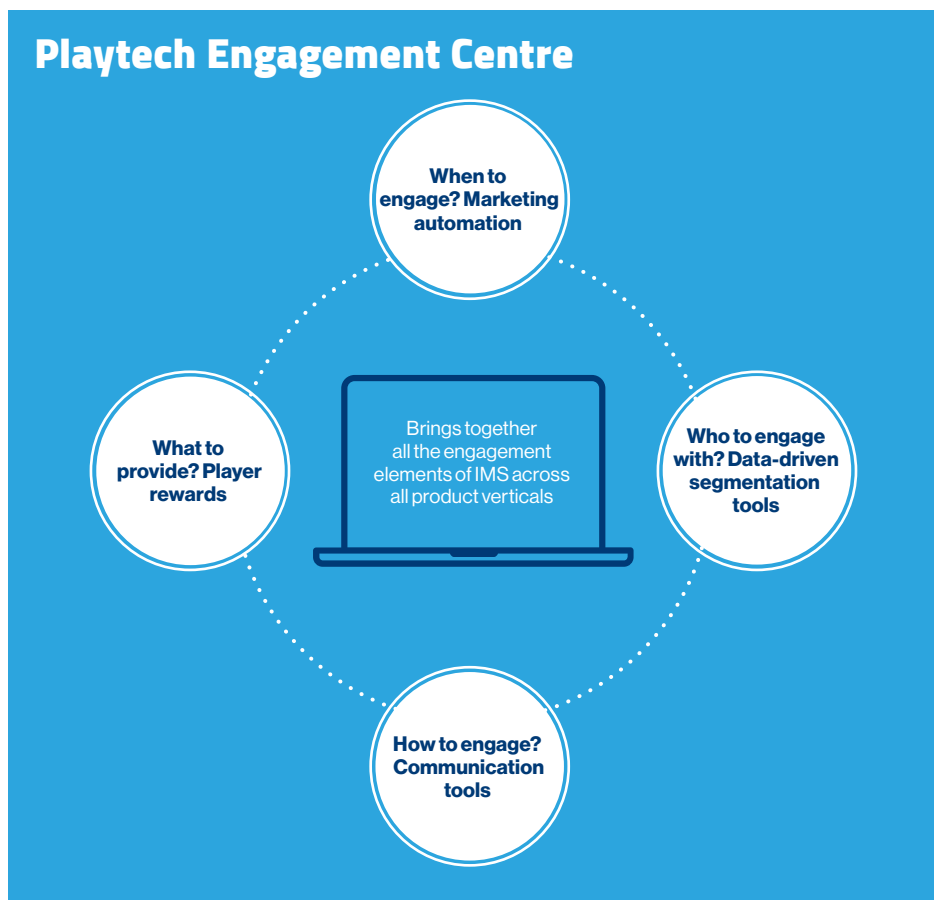 Playtech Engagement Centre
When to
engage? Marketing
automation
What to
provide? Player
rewards
Brings together
all the engagement
elements of IMS across
all product verticals
Who to engage
with? Data-driven
segmentation
tools
How to engage?
Communication
tools